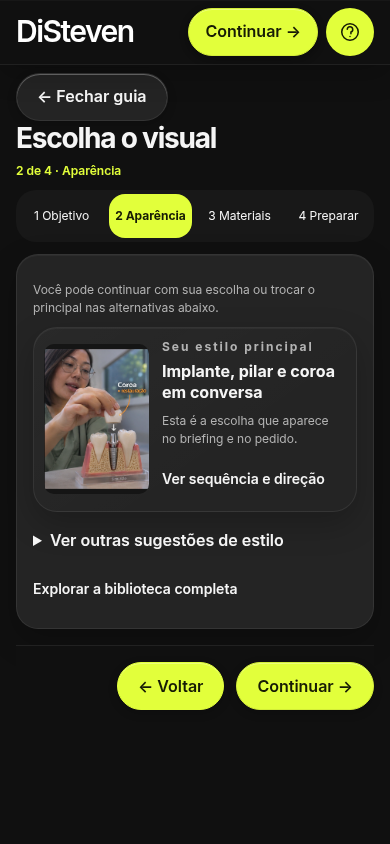 DiSteven
Continuar →
← Fechar guia
Escolha o visual
2 de 4 · Aparência
1 Objetivo
2 Aparência
3 Materiais
4 Preparar
Você pode continuar com sua escolha ou trocar o
principal nas alternativas abaixo.
Coroa
Seu estilo principal
Implante, pilar e coroa
em conversa
Esta é a escolha que aparece
no briefing e no pedido.
Ver sequência e direção
▶ Ver outras sugestões de estilo
Explorar a biblioteca completa
← Voltar
Continuar →